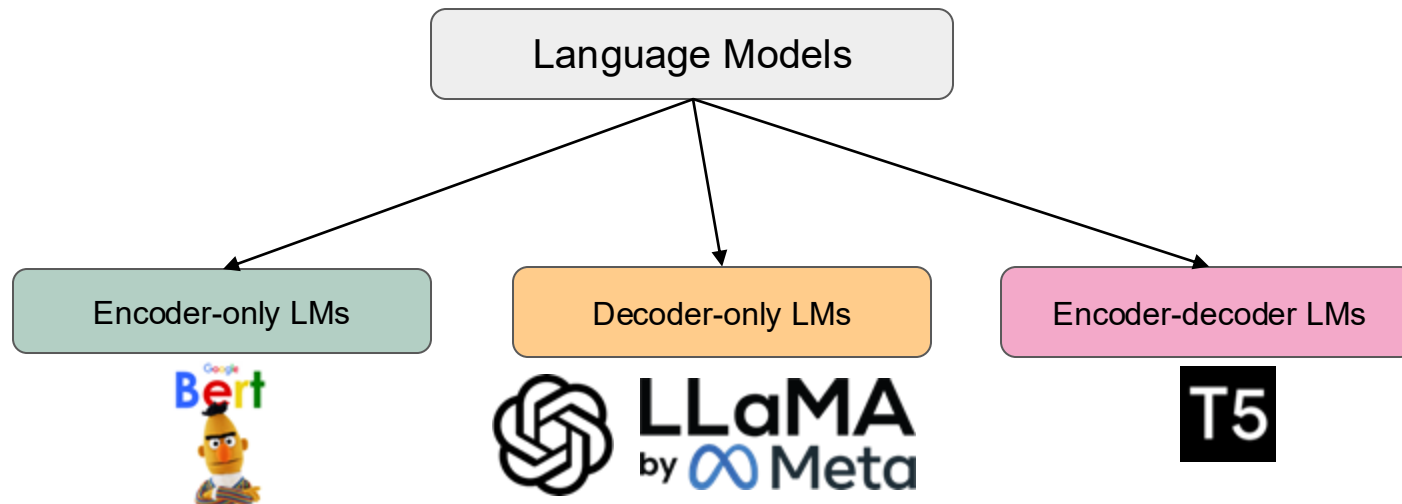 Language Models
Encoder-only LMs
Decoder-only LMs
Encoder-decoder LMs
Google
Bert
LLaMA
by Meta
T5